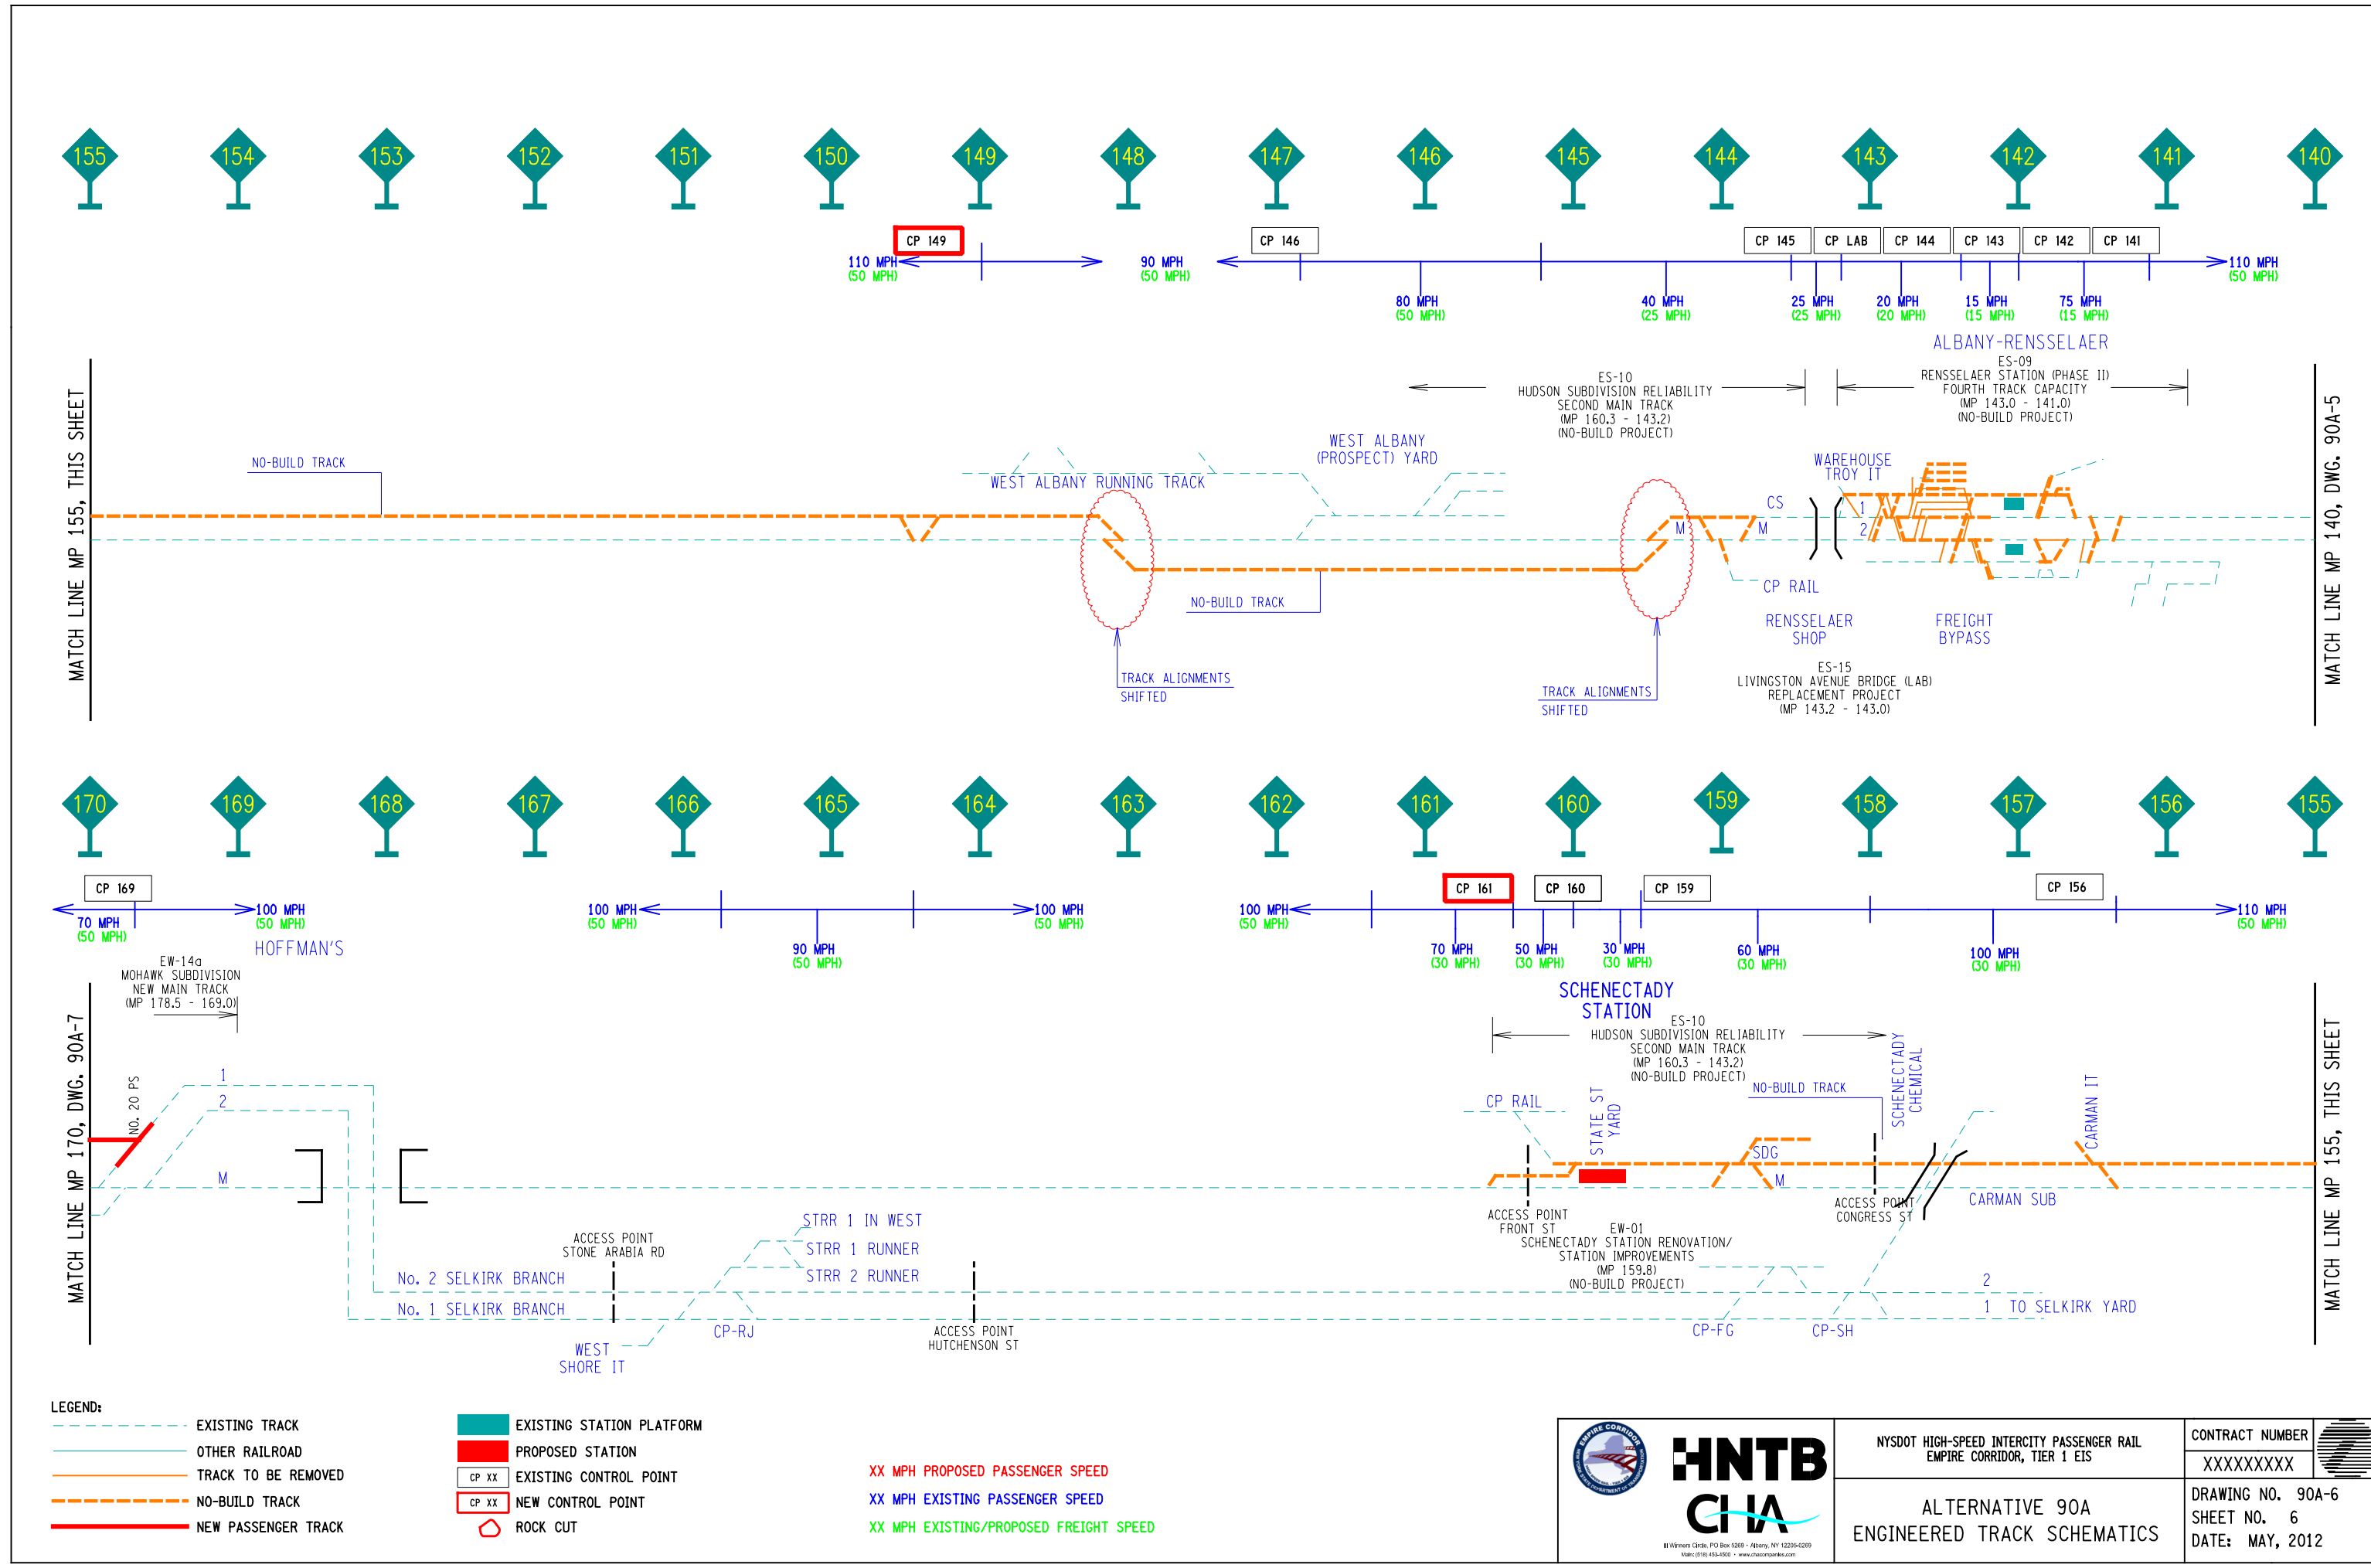 155
154
153
152
151
150
149
148
147
146
145
144
143
142
141
140
CP 149
CP 146
CP 145
CP LAB
CP 144
CP 143
CP 142
CP 141
110 MPH
(50 MPH)
90 MPH
(50 MPH)
110 MPH
(50 MPH)
80 MPH
(50 MPH)
40 MPH
(25 MPH)
25 MPH
(25 MPH)
20 MPH
(20 MPH)
15 MPH
(15 MPH)
75 MPH
(15 MPH)
ALBANY-RENSSELAER
ES-09
RENSSELAER STATION (PHASE II)
FOURTH TRACK CAPACITY
(MP 143.0 - 141.0)
(NO-BUILD PROJECT)
ES-10
HUDSON SUBDIVISION RELIABILITY
SECOND MAIN TRACK
(MP 160.3 - 143.2)
(NO-BUILD PROJECT)
MATCH LINE MP 155, THIS SHEET
MATCH LINE MP 140, DWG. 90A-5
NO-BUILD TRACK
WEST ALBANY
(PROSPECT) YARD
WEST ALBANY RUNNING TRACK
WAREHOUSE
TROY IT
CS
1
M
M
2
CP RAIL
NO-BUILD TRACK
RENSSELAER
SHOP
FREIGHT
BYPASS
TRACK ALIGNMENTS
SHIFTED
TRACK ALIGNMENTS
SHIFTED
ES-15
LIVINGSTON AVENUE BRIDGE (LAB)
REPLACEMENT PROJECT
(MP 143.2 - 143.0)
170
169
168
167
166
165
164
163
162
161
160
159
158
157
156
155
CP 169
CP 161
CP 160
CP 159
CP 156
70 MPH
(50 MPH)
100 MPH
(50 MPH)
100 MPH
(50 MPH)
90 MPH
(50 MPH)
100 MPH
(50 MPH)
100 MPH
(50 MPH)
70 MPH
(30 MPH)
50 MPH
(30 MPH)
30 MPH
(30 MPH)
60 MPH
(30 MPH)
100 MPH
(30 MPH)
110 MPH
(50 MPH)
HOFFMAN'S
EW-14a
MOHAWK SUBDIVISION
NEW MAIN TRACK
(MP 178.5 - 169.0)
SCHENECTADY
STATION
ES-10
HUDSON SUBDIVISION RELIABILITY
SECOND MAIN TRACK
(MP 160.3 - 143.2)
(NO-BUILD PROJECT)
MATCH LINE MP 170, DWG. 90A-7
MATCH LINE MP 155, THIS SHEET
NO. 20 PS
1
2
M
CP RAIL
STATE ST
YARD
NO-BUILD TRACK
SCHENECTADY
CHEMICAL
CARMAN IT
SDG
M
ACCESS POINT
FRONT ST
ACCESS POINT
CONGRESS ST
CARMAN SUB
EW-01
SCHENECTADY STATION RENOVATION/
STATION IMPROVEMENTS
(MP 159.8)
(NO-BUILD PROJECT)
ACCESS POINT
STONE ARABIA RD
STRR 1 IN WEST
STRR 1 RUNNER
STRR 2 RUNNER
No. 2 SELKIRK BRANCH
No. 1 SELKIRK BRANCH
2
1 TO SELKIRK YARD
CP-RJ
ACCESS POINT
HUTCHENSON ST
CP-FG
CP-SH
WEST
SHORE IT
LEGEND:
EXISTING TRACK
OTHER RAILROAD
TRACK TO BE REMOVED
NO-BUILD TRACK
NEW PASSENGER TRACK
EXISTING STATION PLATFORM
PROPOSED STATION
CP XX EXISTING CONTROL POINT
CP XX NEW CONTROL POINT
ROCK CUT
XX MPH PROPOSED PASSENGER SPEED
XX MPH EXISTING PASSENGER SPEED
XX MPH EXISTING/PROPOSED FREIGHT SPEED
EMPIRE CORRIDOR
HNTB
CHA
III Winners Circle, PO Box 5269 - Albany, NY 12205-0269
Main: (518) 453-4500 • www.chacompanies.com
NYSDOT HIGH-SPEED INTERCITY PASSENGER RAIL
EMPIRE CORRIDOR, TIER 1 EIS
ALTERNATIVE 90A
ENGINEERED TRACK SCHEMATICS
CONTRACT NUMBER
XXXXXXXXX
DRAWING NO. 90A-6
SHEET NO. 6
DATE: MAY, 2012